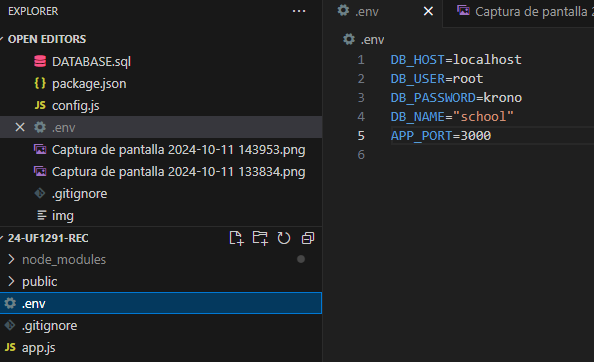 EXPLORER
...
OPEN EDITORS
DATABASE.sql
{ } package.json
JS config.js
.env
Captura de pantalla 2024-10-11 143953.png
Captura de pantalla 2024-10-11 133834.png
.gitignore
img
24-UF1291-REC
node_modules
public
.env
.gitignore
JS app.js
.env
Captura de pantalla 2
.env
1 DB_HOST=localhost
2 DB_USER=root
3 DB_PASSWORD=krono
4 DB_NAME="school"
5 APP_PORT=3000
6